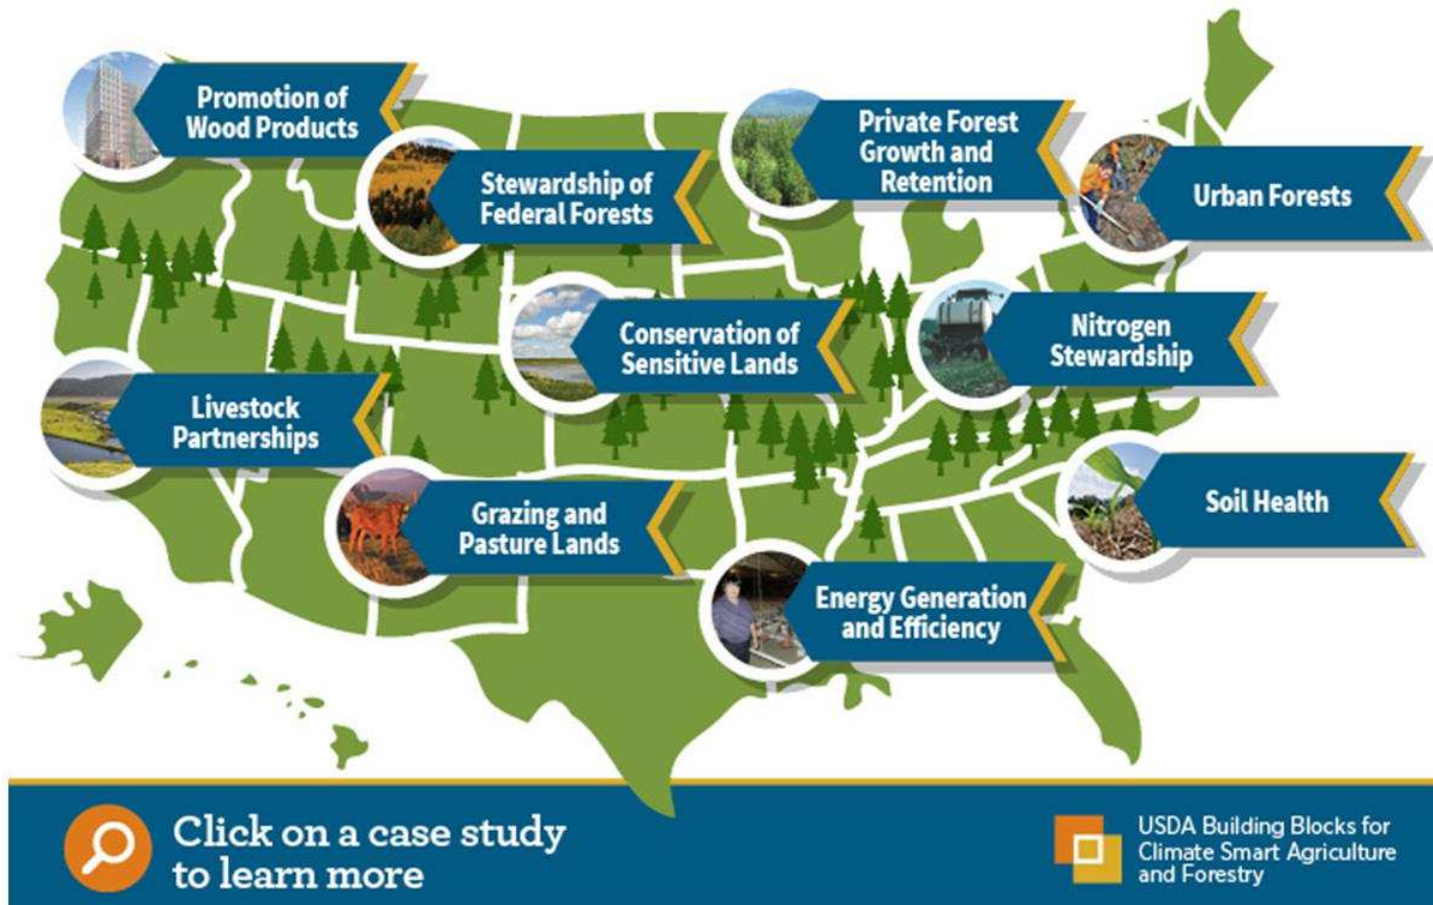 Promotion of
Wood Products
Stewardship of
Federal Forests
Private Forest
Growth and
Retention
Urban Forests
Conservation of
Sensitive Lands
Nitrogen
Stewardship
Livestock
Partnerships
Grazing and
Pasture Lands
Soil Health
Energy Generation
and Efficiency
Click on a case study
to learn more
USDA Building Blocks for
Climate Smart Agriculture
and Forestry